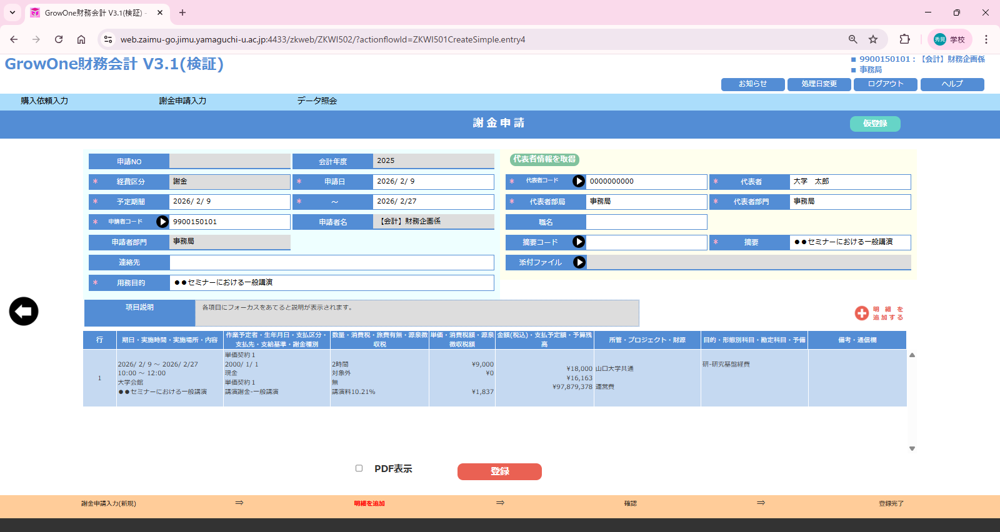 GrowOne財務会計 V3.1(検証) -
web.zaimu-go.jimu.yamaguchi-u.ac.jp:4433/zkweb/ZKWI502/?actionflowId=ZKWI501CreateSimple.entry4
秀晃 学校
GrowOne財務会計 V3.1(検証)
■ 9900150101：【会計】財務企画係
■ 事務局
お知らせ 処理日変更 ログアウト ヘルプ
購入依頼入力 謝金申請入力 データ照会
謝金申請 仮登録
申請NO 会計年度 2025 代表者情報を取得
* 経費区分 謝金 * 申請日 2026/ 2/ 9 * 代表者コード 0000000000 * 代表者 大学　太郎
* 予定期間 2026/ 2/ 9 * ～ 2026/ 2/27 * 代表者部局 事務局 * 代表者部門 事務局
* 申請者コード 9900150101 申請者名 【会計】財務企画係 職名
申請者部門 事務局 摘要コード * 摘要 ●●セミナーにおける一般講演
連絡先 添付ファイル
* 用務目的 ●●セミナーにおける一般講演
項目説明 各項目にフォーカスをあてると説明が表示されます。
明細を
追加する
行 期日・実施時間・実施場所・内容 作業予定者・生年月日・支払区分・支払先・支給基準・謝金種別 数量・消費税・旅費有無・源泉徴収税 単価・消費税額・源泉徴収税額 金額(税込)・支払予定額・予算残高 所管・プロジェクト・財源 目的・形態別科目・勘定科目・予備 備考・通信欄
単価契約１
2026/ 2/ 9 ～ 2026/ 2/27 2000/ 1/ 1 2時間 ¥9,000 ¥18,000 山口大学共通 研-研究基盤経費
1 10:00 ～ 12:00 現金 対象外 ¥0 ¥16,163
大学会館 単価契約１ 無 ¥97,879,378 運営費
●●セミナーにおける一般講演 講演謝金-一般講演 講演料10.21% ¥1,837
PDF表示 登録
謝金申請入力(新規) ⇒ 明細を追加 ⇒ 確認 ⇒ 登録完了